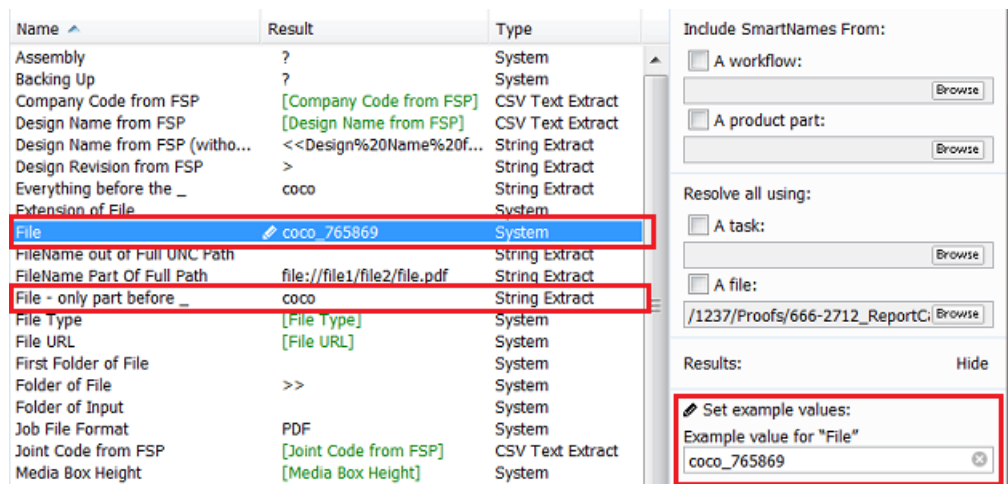 Name Result Type
Assembly ? System
Backing Up ? System
Company Code from FSP [Company Code from FSP] CSV Text Extract
Design Name from FSP [Design Name from FSP] CSV Text Extract
Design Name from FSP (witho... <<Design%20Name%20f... String Extract
Design Revision from FSP > String Extract
Everything before the _ coco String Extract
Extension of File System
File coco_765869 System
FileName out of Full UNC Path String Extract
FileName Part Of Full Path file://file1/file2/file.pdf String Extract
File - only part before _ coco String Extract
File Type [File Type] System
File URL [File URL] System
First Folder of File System
Folder of File >> System
Folder of Input System
Job File Format PDF System
Joint Code from FSP [Joint Code from FSP] CSV Text Extract
Media Box Height [Media Box Height] System
Include SmartNames From:
A workflow:
Browse
A product part:
Browse
Resolve all using:
A task:
Browse
A file:
/1237/Proofs/666-2712_ReportC Browse
Results: Hide
Set example values:
Example value for "File"
coco_765869